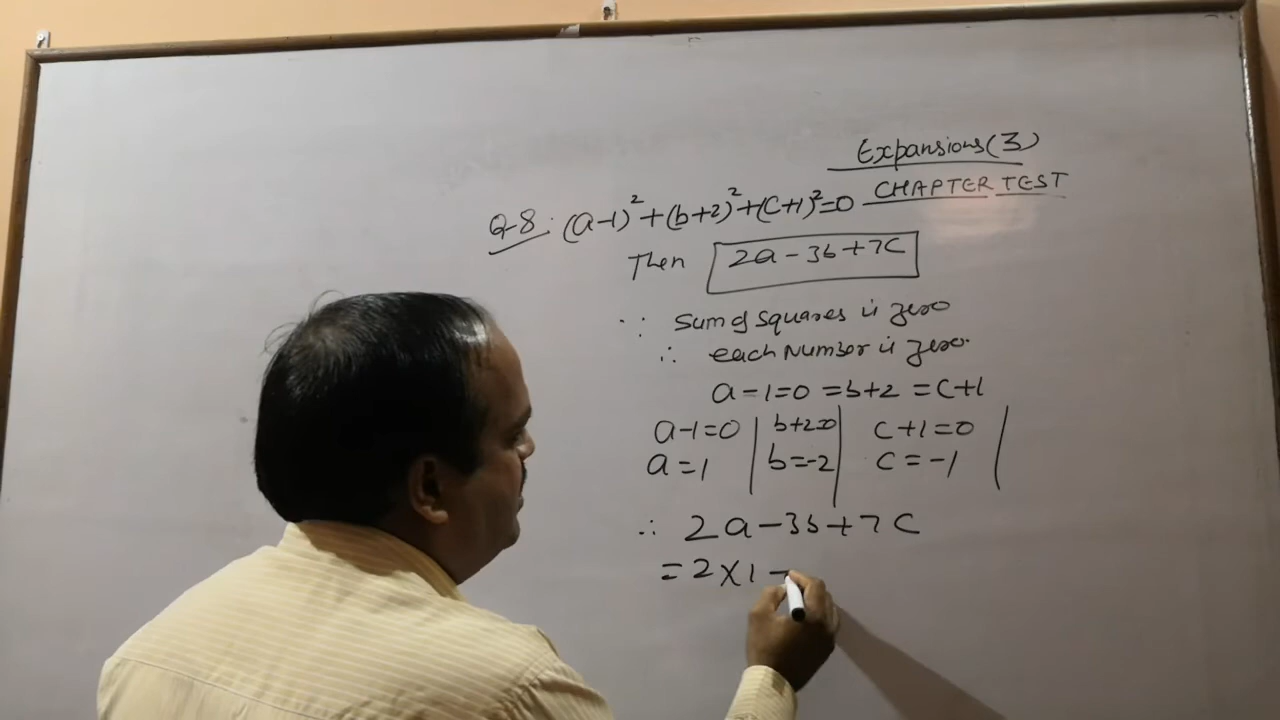 Expansions(3)
CHAPTER TEST
Q-8: (a-1)²+(b+2)²+(c+1)²=0
Then 2a-3b+7c
∵ Sum of squares is zero
∴ each Number is zero.
a-1=0 =b+2 =c+1
a-1=0 | b+2=0 | c+1=0 |
a=1 | b=-2 | c=-1 |
∴ 2a-3b+7c
=2×1-